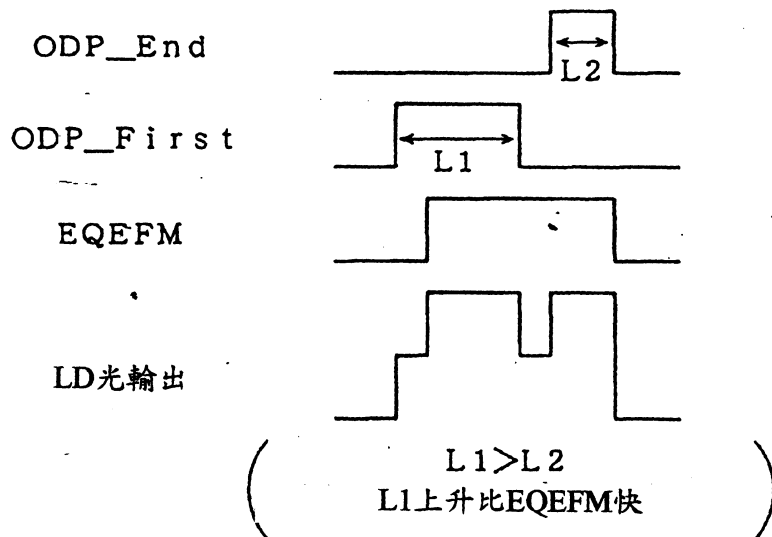 ODP_End
L2
ODP_First
L1
EQEFM
LD光輸出
L1>L2
L1上升比EQEFM快